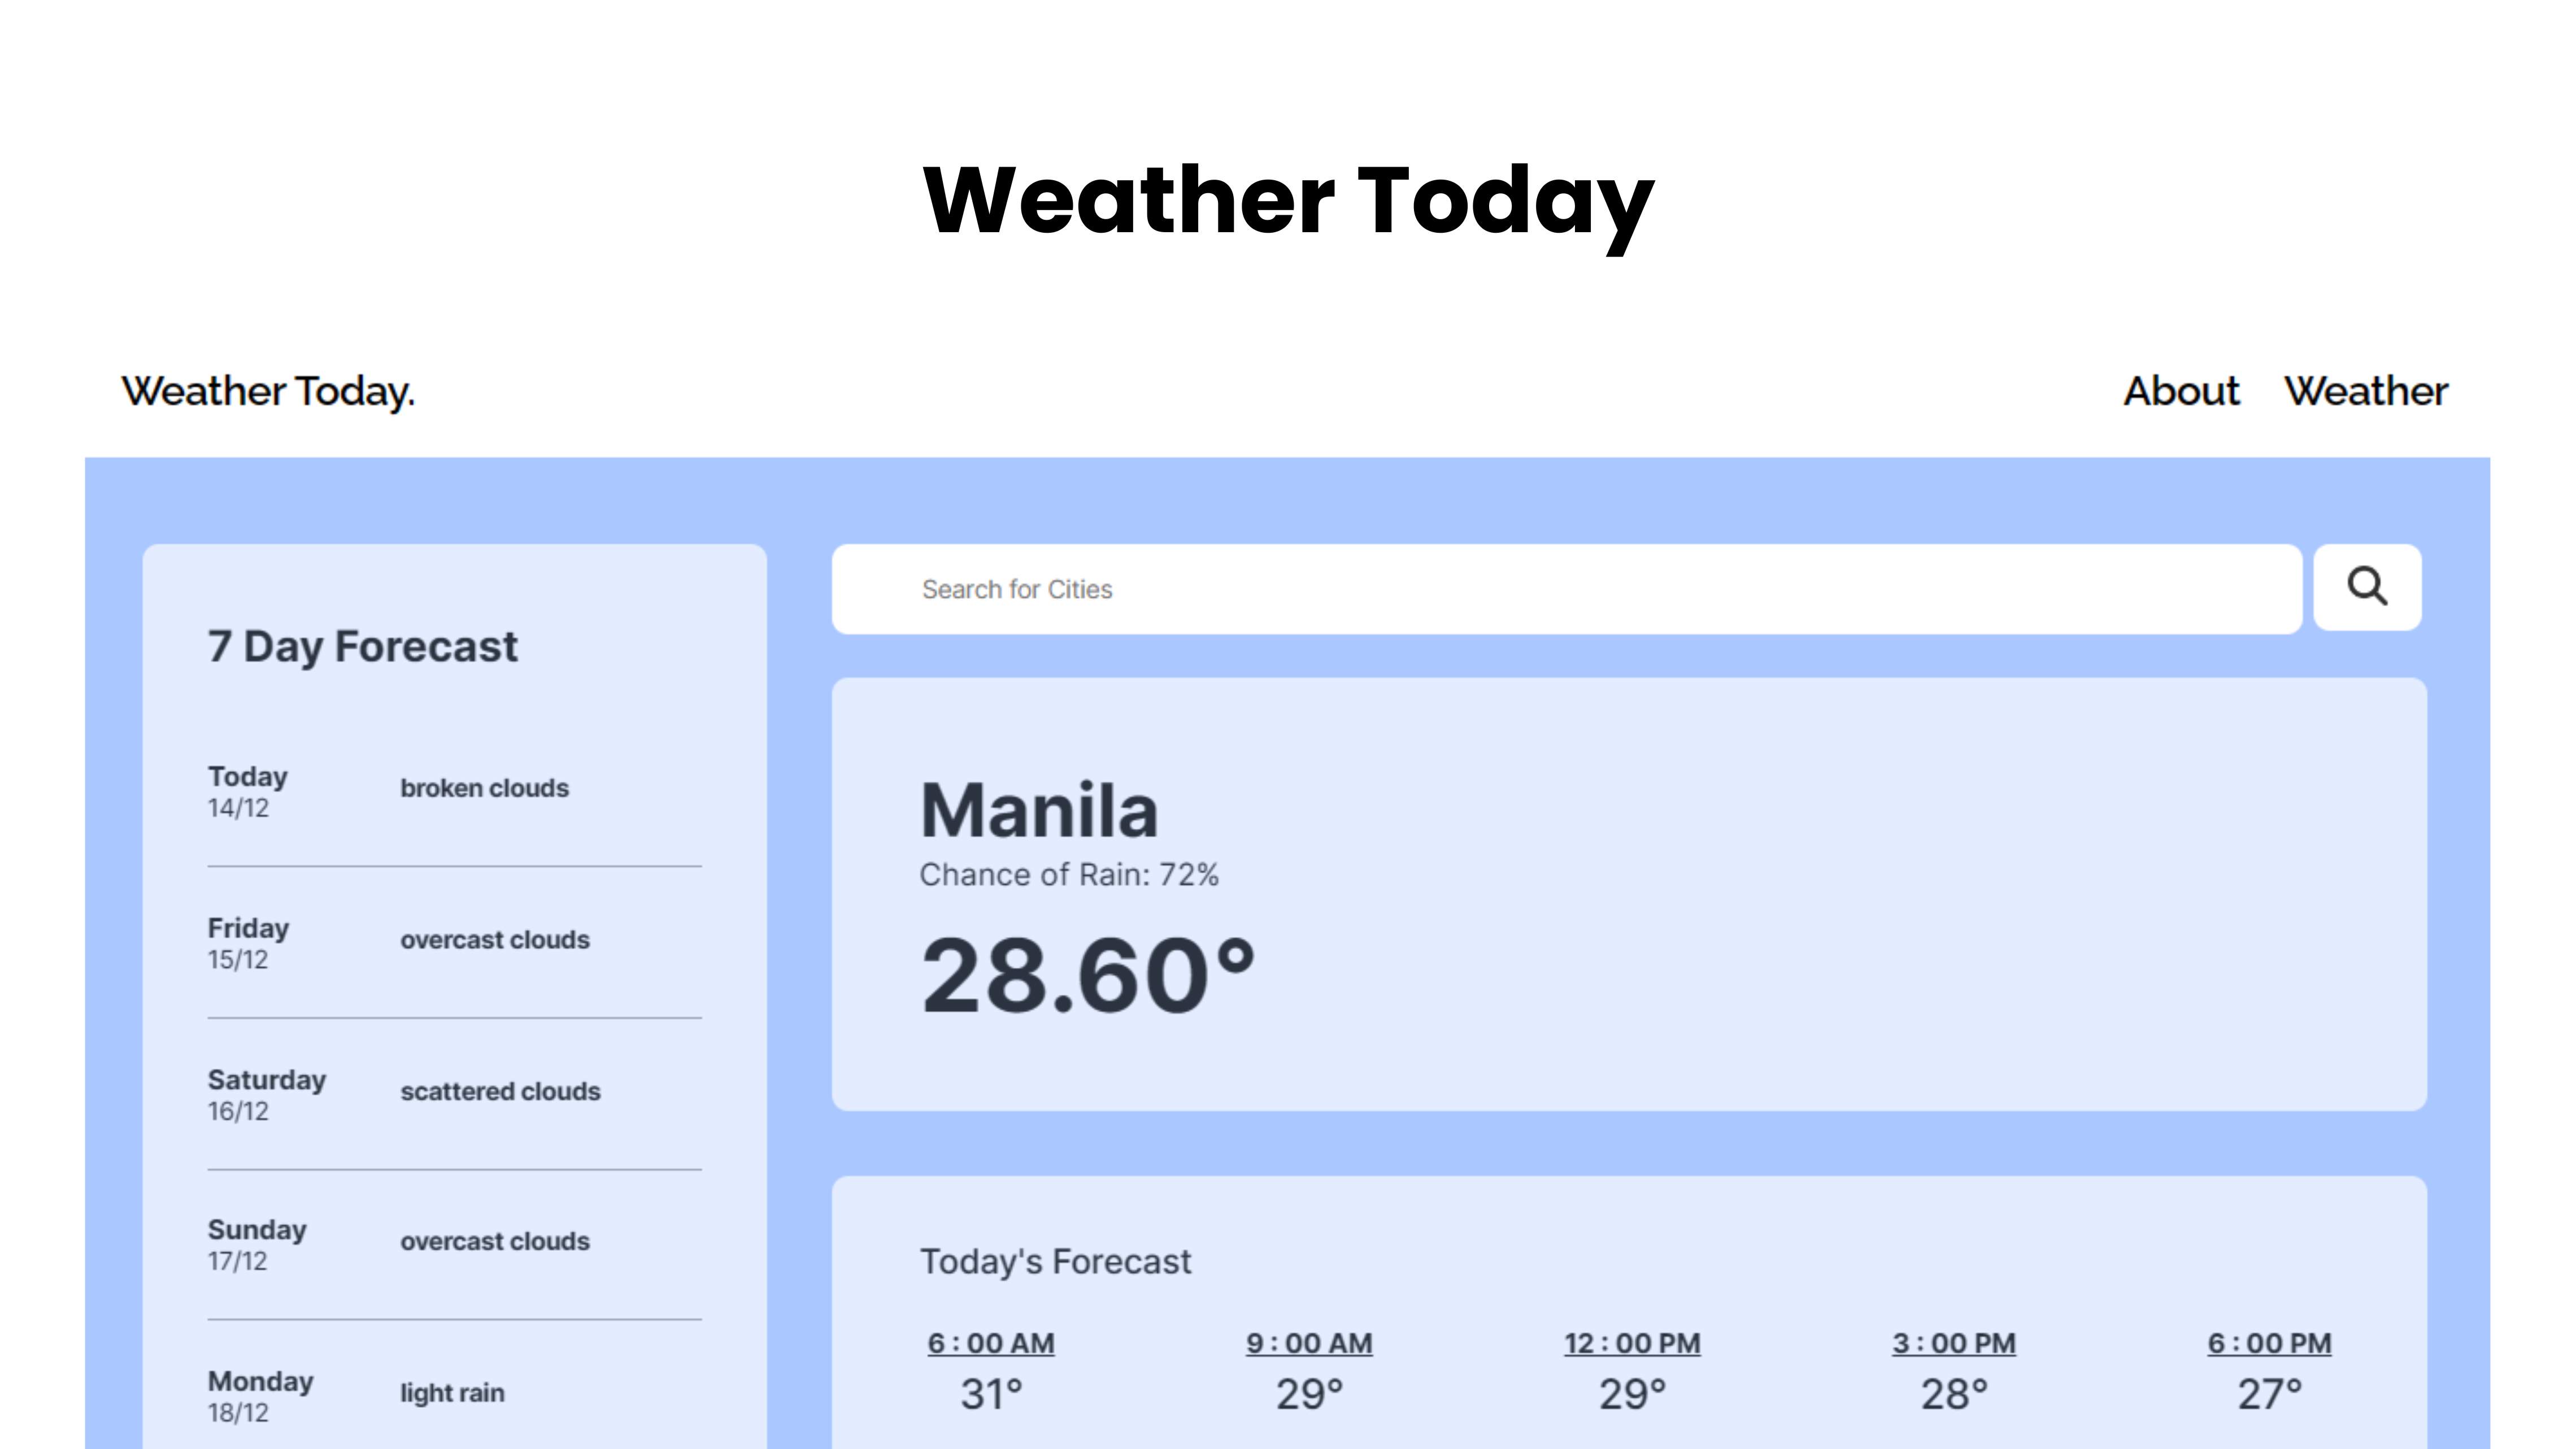 Weather Today
Weather Today.
About Weather
7 Day Forecast
Today
14/12
broken clouds
Friday
15/12
overcast clouds
Saturday
16/12
scattered clouds
Sunday
17/12
overcast clouds
Monday
18/12
light rain
Search for Cities
Manila
Chance of Rain: 72%
28.60°
Today's Forecast
6 : 00 AM 9 : 00 AM 12 : 00 PM 3 : 00 PM 6 : 00 PM
31° 29° 29° 28° 27°